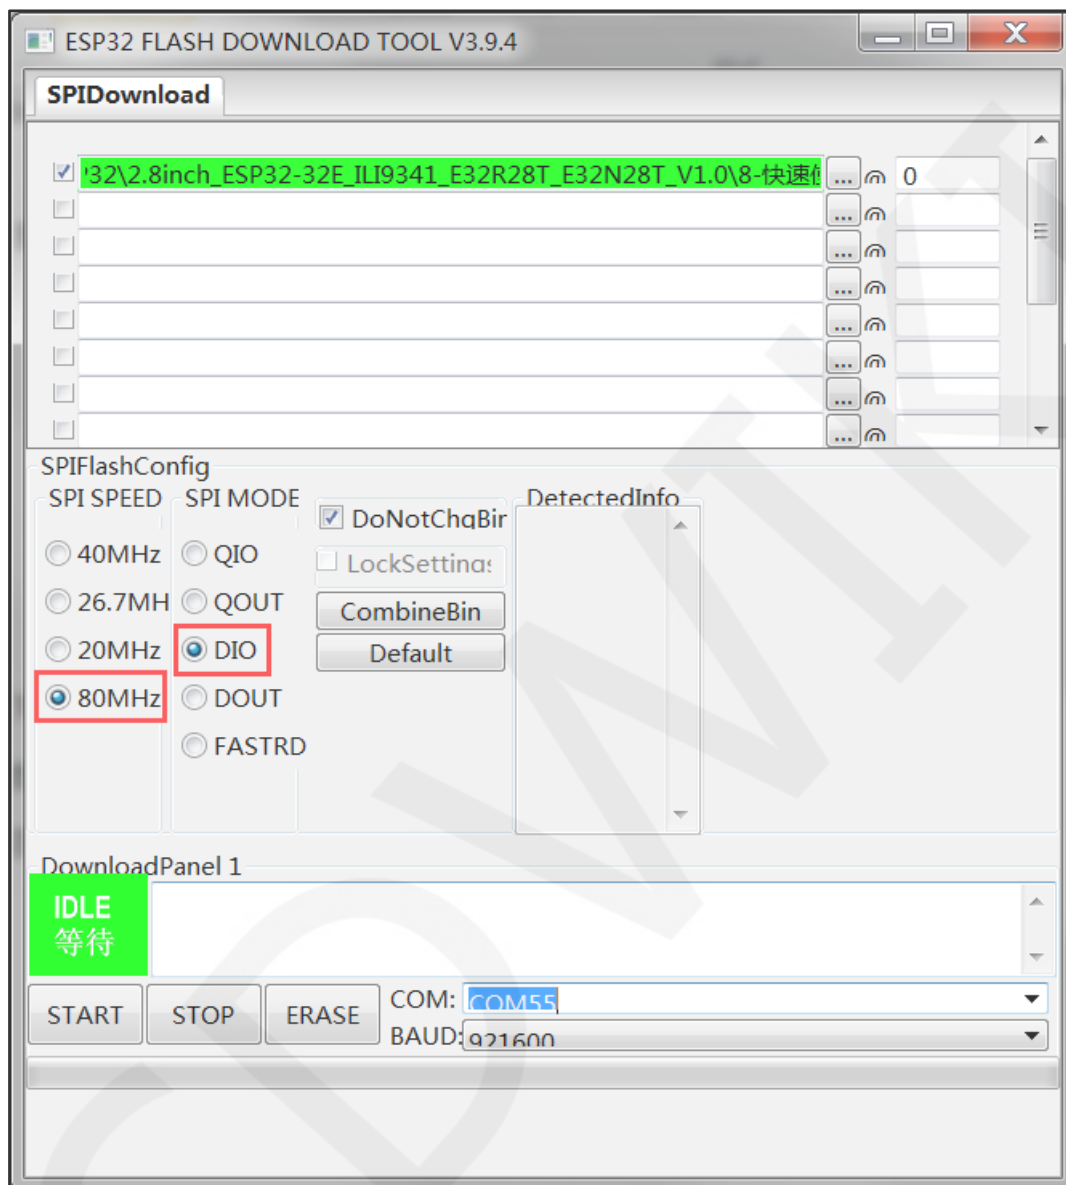 ESP32 FLASH DOWNLOAD TOOL V3.9.4
SPIDownload
32\2.8inch_ESP32-32E_ILI9341_E32R28T_E32N28T_V1.0\8-快速 ... @ 0
... @
... @
... @
... @
... @
... @
... @
SPIFlashConfig
SPI SPEED SPI MODE DetectedInfo
DoNotChgBin
40MHz QIO LockSettings
26.7MH QOUT CombineBin
20MHz DIO Default
80MHz DOUT
FASTRD
DownloadPanel 1
IDLE
等待
START STOP ERASE COM: COM55
BAUD: 921600